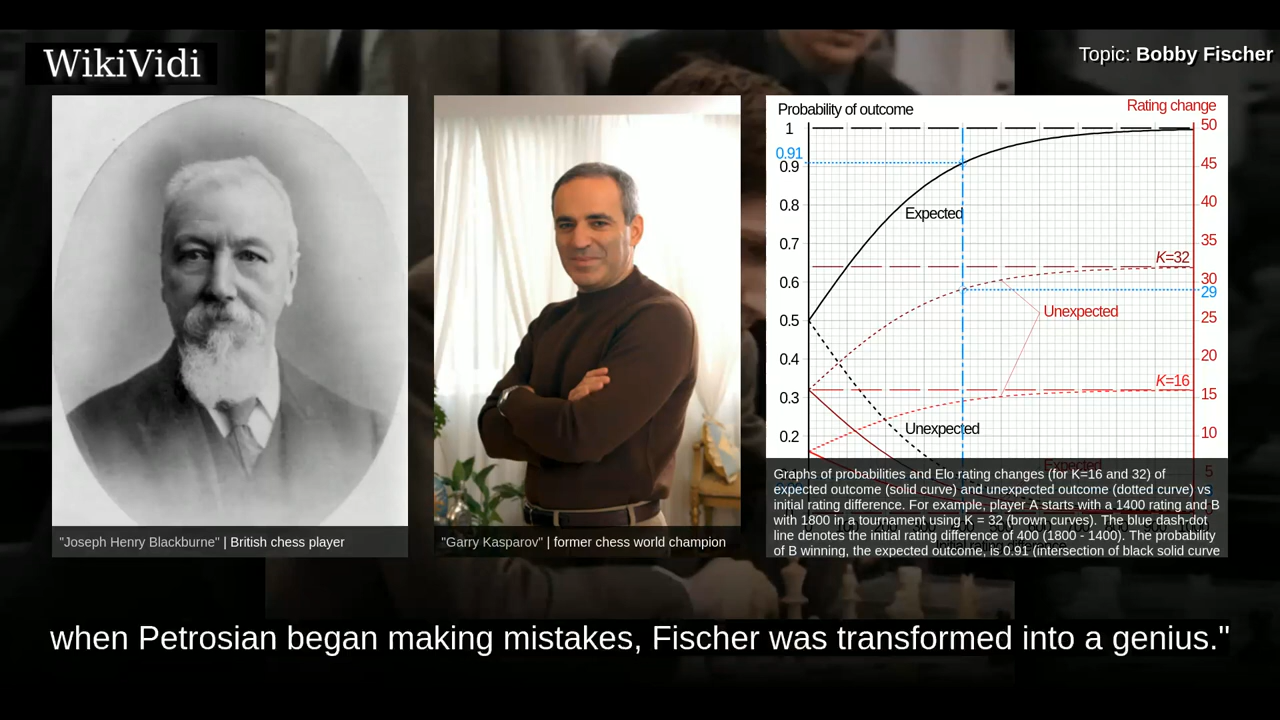 WikiVidi
Topic: Bobby Fischer
Probability of outcome
Rating change
1
0.91
0.9
0.8
0.7
0.6
0.5
0.4
0.3
0.2
50
45
40
35
30
29
25
20
15
10
5
Expected
K=32
Unexpected
K=16
Unexpected
Expected
"Joseph Henry Blackburne" | British chess player
"Garry Kasparov" | former chess world champion
Graphs of probabilities and Elo rating changes (for K=16 and 32) of
expected outcome (solid curve) and unexpected outcome (dotted curve) vs
initial rating difference. For example, player A starts with a 1400 rating and B
with 1800 in a tournament using K = 32 (brown curves). The blue dash-dot
line denotes the initial rating difference of 400 (1800 - 1400). The probability
of B winning, the expected outcome, is 0.91 (intersection of black solid curve
when Petrosian began making mistakes, Fischer was transformed into a genius."